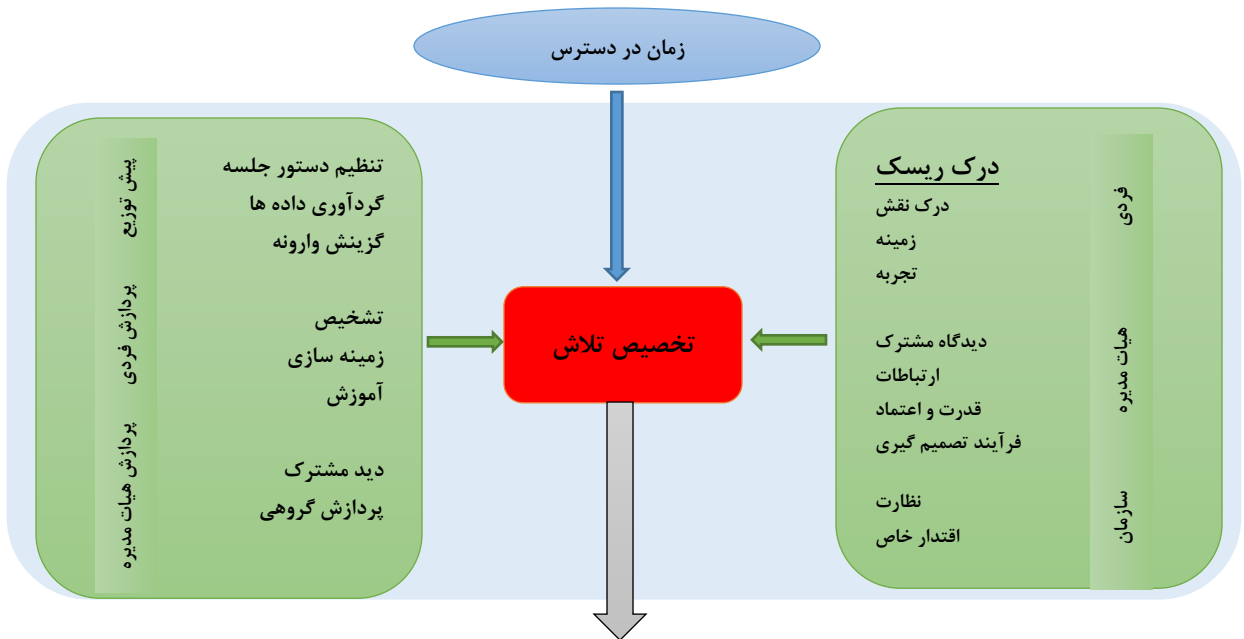 زمان در دسترس
فردی
درک ریسک
درک نقش
زمینه
تجربه
هیات مدیره
دیدگاه مشترک
ارتباطات
قدرت و اعتماد
فرآیند تصمیم گیری
سازمان
نظارت
اقتدار خاص
تخصیص تلاش
پیش توزیع
تنظیم دستور جلسه
گردآوری داده ها
گزینش وارونه
پردازش فردی
تشخیص
زمینه سازی
آموزش
پردازش هیات مدیره
دید مشترک
پردازش گروهی